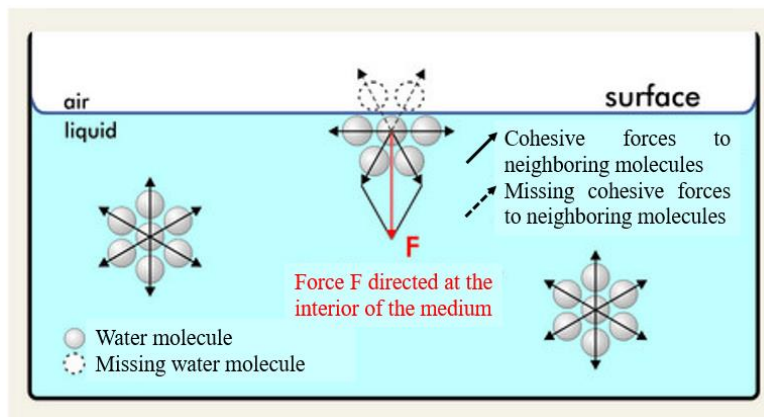 air
surface
liquid
Cohesive forces to
neighboring molecules
Missing cohesive forces
to neighboring molecules
F
Force F directed at the
interior of the medium
Water molecule
Missing water molecule